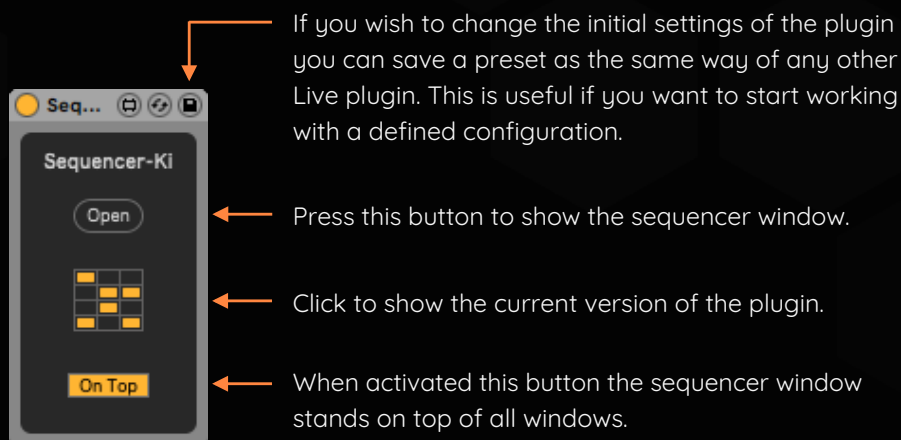 If you wish to change the initial settings of the plugin
you can save a preset as the same way of any other
Live plugin. This is useful if you want to start working
with a defined configuration.
Seq...
Sequencer-Ki
Open
Press this button to show the sequencer window.
Click to show the current version of the plugin.
On Top
When activated this button the sequencer window
stands on top of all windows.